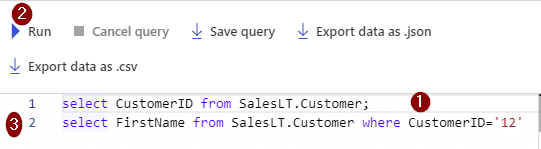 2
Run Cancel query Save query Export data as .json
Export data as .csv
1 select CustomerID from SalesLT.Customer; 1
3 2 select FirstName from SalesLT.Customer where CustomerID='12'